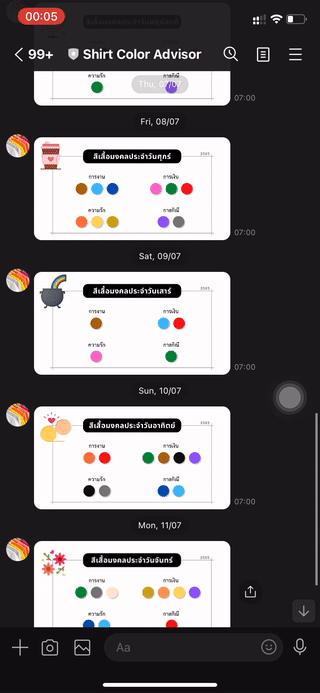 00:05
99+
Shirt Color Advisor
ความรัก
กาลกิณี
Thu, 07/07
07:00
Fri, 08/07
สีเสื้อมงคลประจำวันศุกร์
2565
การงาน
การเงิน
ความรัก
กาลกิณี
07:00
Sat, 09/07
สีเสื้อมงคลประจำวันเสาร์
2565
การงาน
การเงิน
ความรัก
กาลกิณี
07:00
Sun, 10/07
สีเสื้อมงคลประจำวันอาทิตย์
2565
การงาน
การเงิน
ความรัก
กาลกิณี
07:00
Mon, 11/07
สีเสื้อมงคลประจำวันจันทร์
2565
การงาน
การเงิน
ความรัก
กาลกิณี
Aa